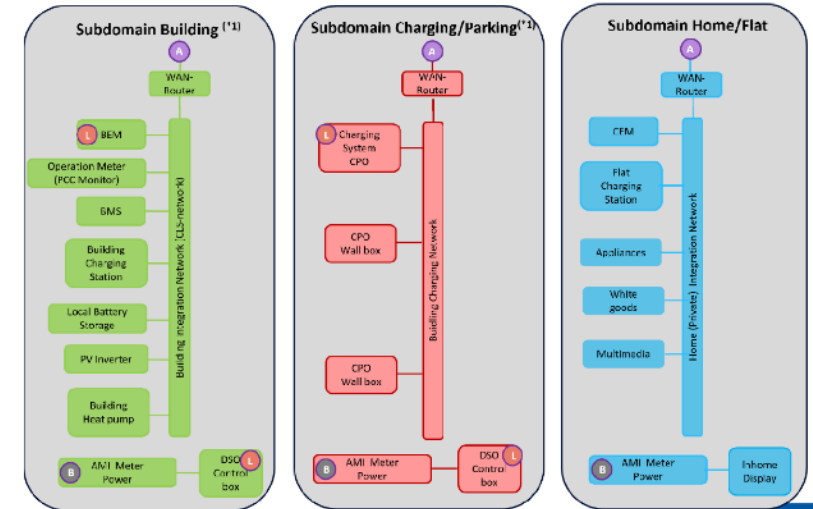 Subdomain Building (*1)
A
WAN-
Router
L BEM
Operation Meter
(PCC Monitor)
BMS
Building
Charging
Station
Local Battery
Storage
PV Inverter
Building
Heat pump
Building Integration Network (CLS-network)
B AMI Meter
Power
DSO L
Control
box
Subdomain Charging/Parking(*1)
A
WAN-
Router
L Charging
System
CPO
CPO
Wall box
CPO
Wall box
Buidling Charging Network
B AMI Meter
Power
DSO L
Control
box
Subdomain Home/Flat
A
WAN-
Router
CEM
Flat
Charging
Station
Appliances
White
goods
Multimedia
Home (Private) Integration Network
B AMI Meter
Power
Inhome
Display